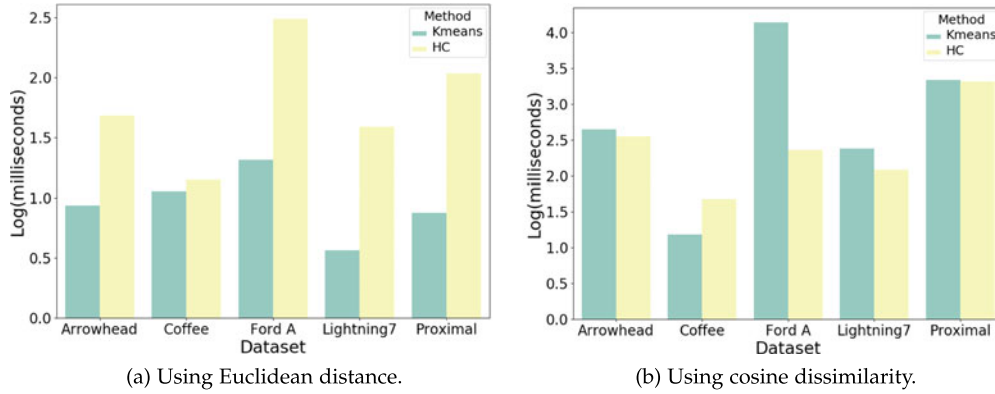 Log(milliseconds)
2.5
2.0
1.5
1.0
0.5
0.0
Method
Kmeans
HC
Arrowhead Coffee Ford A Lightning7 Proximal
Dataset
(a) Using Euclidean distance.
Log(milliseconds)
4.0
3.5
3.0
2.5
2.0
1.5
1.0
0.5
0.0
Method
Kmeans
HC
Arrowhead Coffee Ford A Lightning7 Proximal
Dataset
(b) Using cosine dissimilarity.